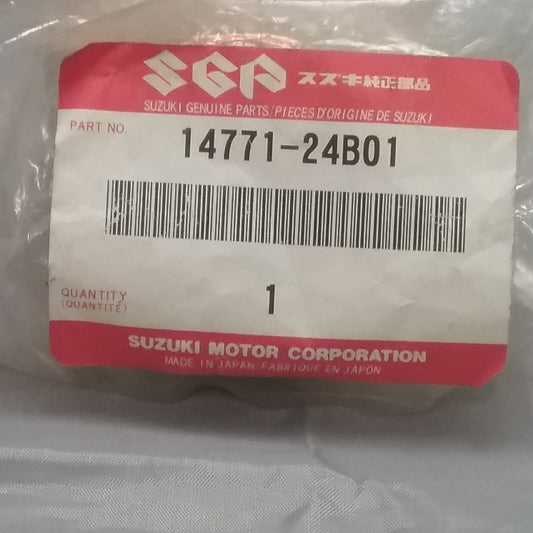 SGP スズキ純正部品
SUZUKI GENUINE PARTS/PIECES D'ORIGINE DE SUZUKI
PART NO. 14771-24B01
QUANTITY
(QUANTITÉ) 1
SUZUKI MOTOR CORPORATION
MADE IN JAPAN·FABRIQUE EN JAPON